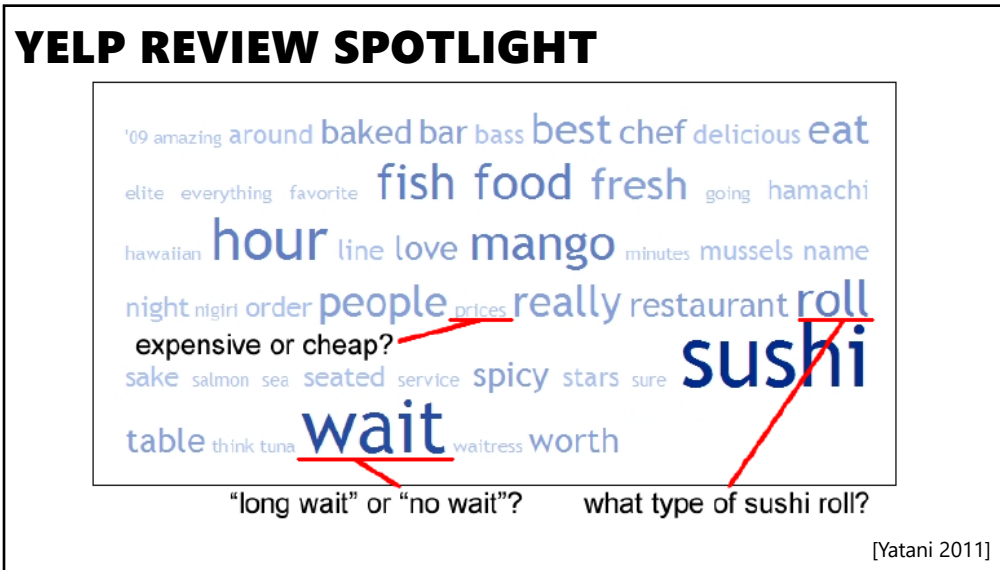 YELP REVIEW SPOTLIGHT
'09 amazing around baked bar bass best chef delicious eat
elite everything favorite fish food fresh going hamachi
hawaiian hour line love mango minutes mussels name
night nigiri order people prices really restaurant roll
expensive or cheap?
sake salmon sea seated service spicy stars sure sushi
table think tuna wait waitress worth
“long wait” or “no wait”?
what type of sushi roll?
[Yatani 2011]